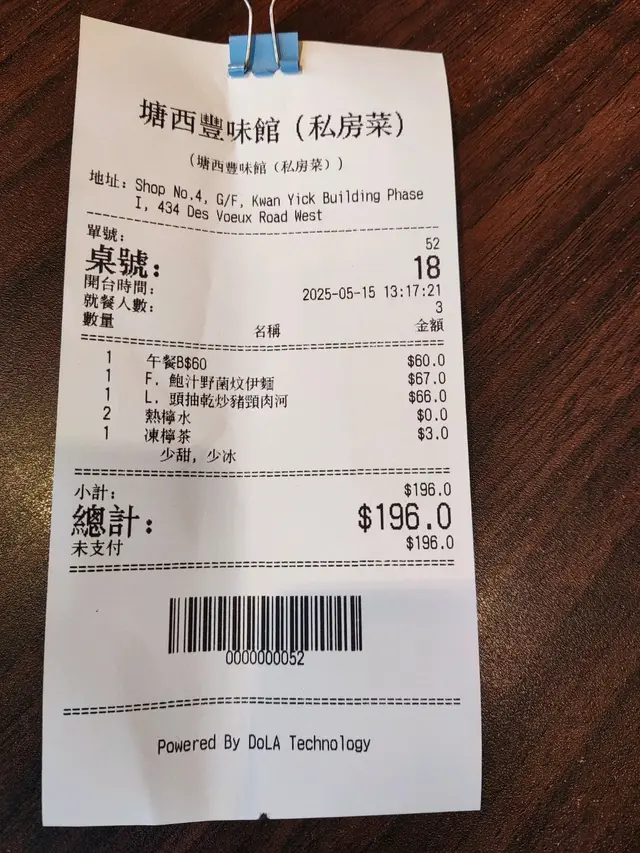 塘西豐味館（私房菜）
(塘西豐味館（私房菜）)
地址: Shop No.4, G/F, Kwan Yick Building Phase
I, 434 Des Voeux Road West
單號: 52
桌號: 18
開台時間: 2025-05-15 13:17:21
就餐人數: 3
數量 名稱 金額
1 午餐B$60 $60.0
1 F. 鮑汁野菌炆伊麵 $67.0
1 L. 頭抽乾炒豬頸肉河 $66.0
2 熱檸水 $0.0
1 凍檸茶 $3.0
少甜, 少冰
小計: $196.0
總計: $196.0
未支付 $196.0
0000000052
Powered By DoLA Technology